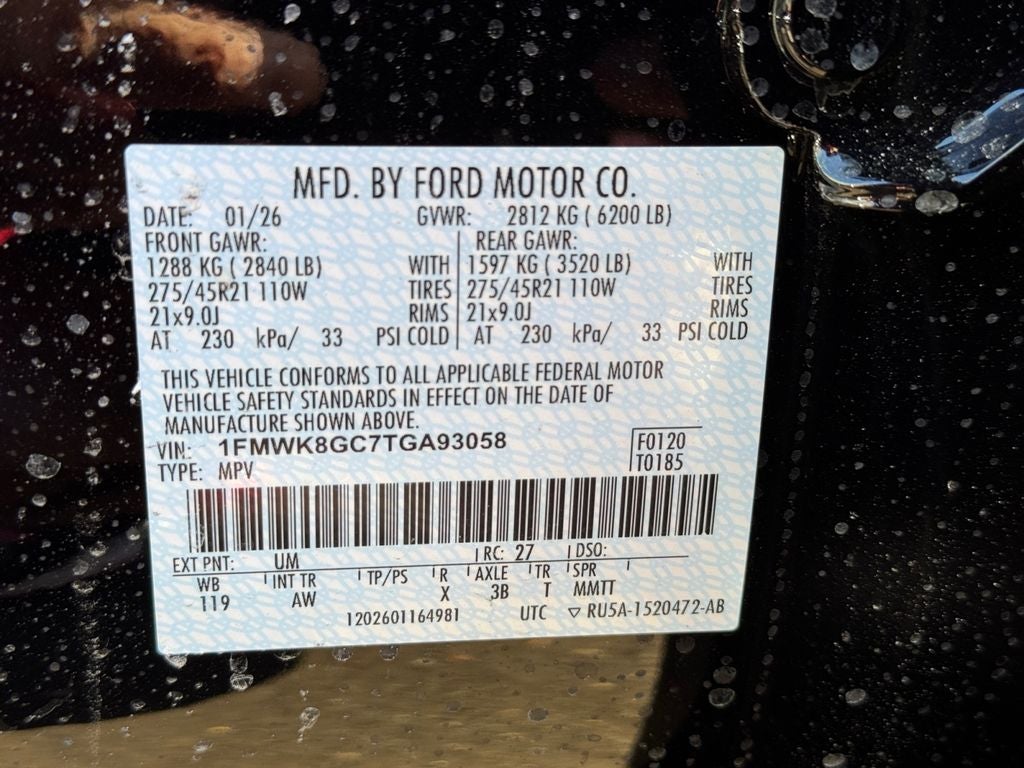 MFD. BY FORD MOTOR CO.
DATE: 01/26 GVWR: 2812 KG ( 6200 LB)
FRONT GAWR: REAR GAWR:
1288 KG ( 2840 LB) WITH 1597 KG ( 3520 LB) WITH
275/45R21 110W TIRES 275/45R21 110W TIRES
21x9.0J RIMS 21x9.0J RIMS
AT 230 kPa/ 33 PSI COLD AT 230 kPa/ 33 PSI COLD
THIS VEHICLE CONFORMS TO ALL APPLICABLE FEDERAL MOTOR
VEHICLE SAFETY STANDARDS IN EFFECT ON THE DATE OF
MANUFACTURE SHOWN ABOVE.
VIN: 1FMWK8GC7TGA93058 F0120
TYPE: MPV T0185
EXT PNT: UM RC: 27 DSO:
WB INT TR TP/PS R AXLE TR SPR
119 AW X 3B T MMTT
1202601164981 UTC ▽ RU5A-1520472-AB